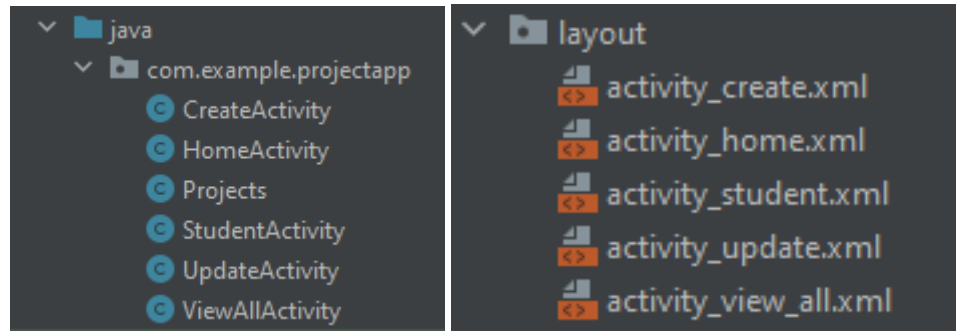 java
com.example.projectapp
CreateActivity
HomeActivity
Projects
StudentActivity
UpdateActivity
ViewAllActivity
layout
activity_create.xml
activity_home.xml
activity_student.xml
activity_update.xml
activity_view_all.xml